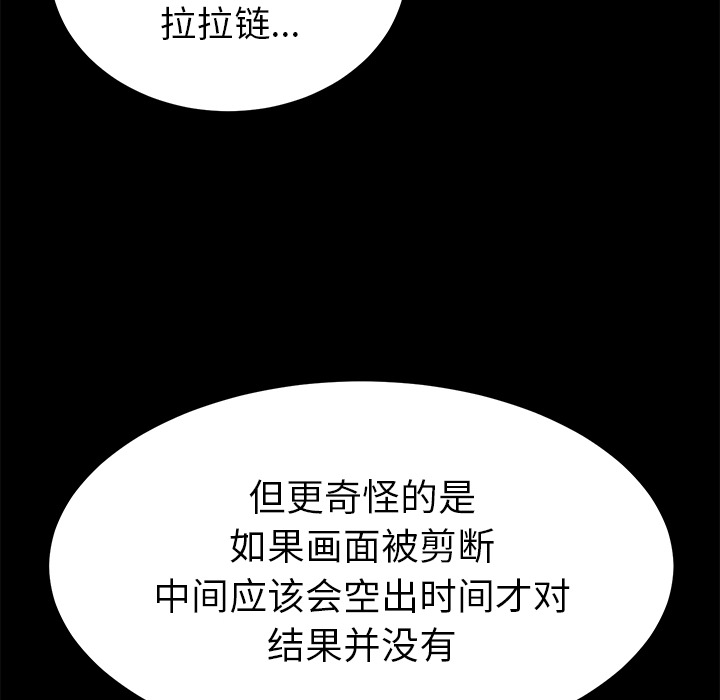 拉拉链...
但更奇怪的是
如果画面被剪断
中间应该会空出时间才对
结果并没有